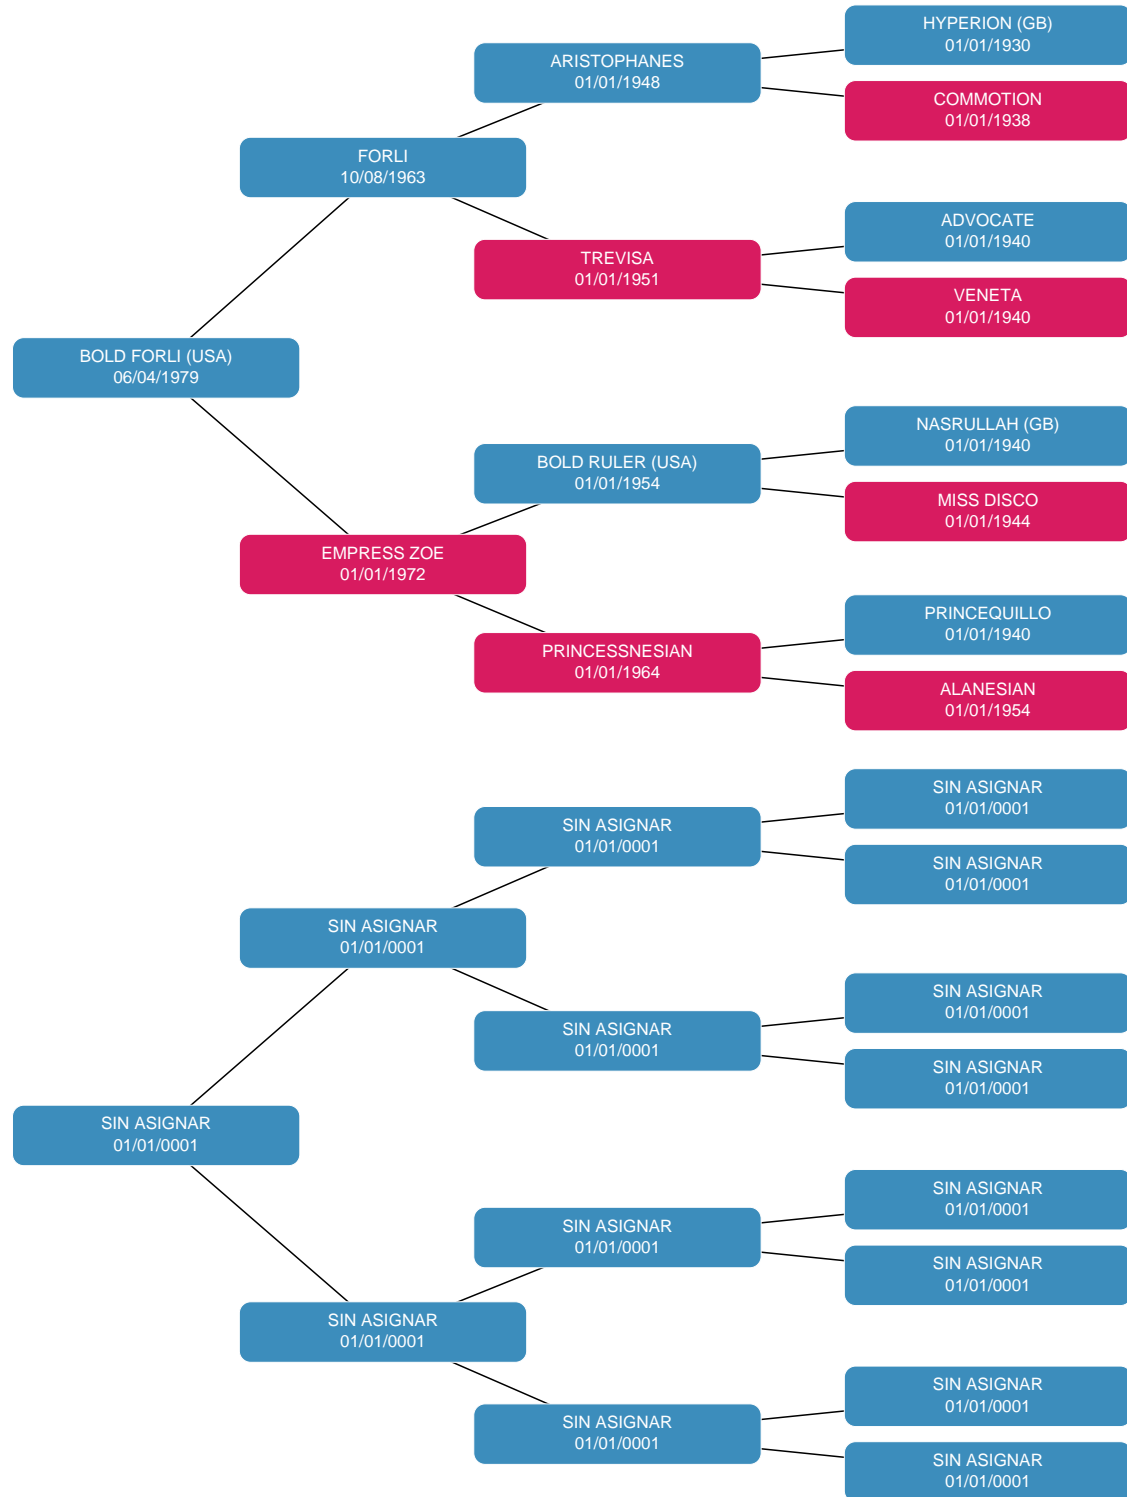 HYPERION (GB)
01/01/1930
ARISTOPHANES
01/01/1948
COMMOTION
01/01/1938
FORLI
10/08/1963
ADVOCATE
01/01/1940
TREVISA
01/01/1951
VENETA
01/01/1940
BOLD FORLI (USA)
06/04/1979
NASRULLAH (GB)
01/01/1940
BOLD RULER (USA)
01/01/1954
MISS DISCO
01/01/1944
EMPRESS ZOE
01/01/1972
PRINCEQUILLO
01/01/1940
PRINCESSNESIAN
01/01/1964
ALANESIAN
01/01/1954
SIN ASIGNAR
01/01/0001
SIN ASIGNAR
01/01/0001
SIN ASIGNAR
01/01/0001
SIN ASIGNAR
01/01/0001
SIN ASIGNAR
01/01/0001
SIN ASIGNAR
01/01/0001
SIN ASIGNAR
01/01/0001
SIN ASIGNAR
01/01/0001
SIN ASIGNAR
01/01/0001
SIN ASIGNAR
01/01/0001
SIN ASIGNAR
01/01/0001
SIN ASIGNAR
01/01/0001
SIN ASIGNAR
01/01/0001
SIN ASIGNAR
01/01/0001
SIN ASIGNAR
01/01/0001